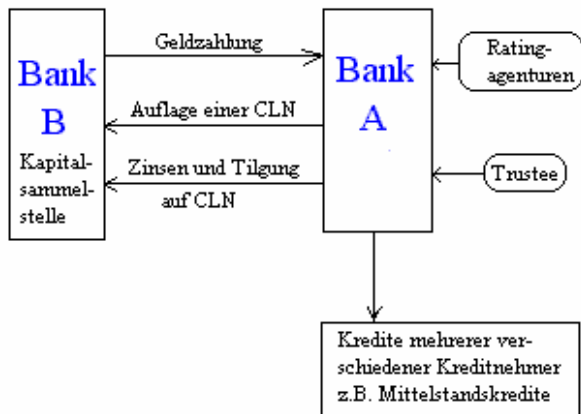 Bank
B
Kapital-
sammel-
stelle
Geldzahlung
Auflage einer CLN
Zinsen und Tilgung
auf CLN
Bank
A
Rating-
agenturen
Trustee
Kredite mehrerer ver-
schiedener Kreditnehmer
z.B. Mittelstandskredite